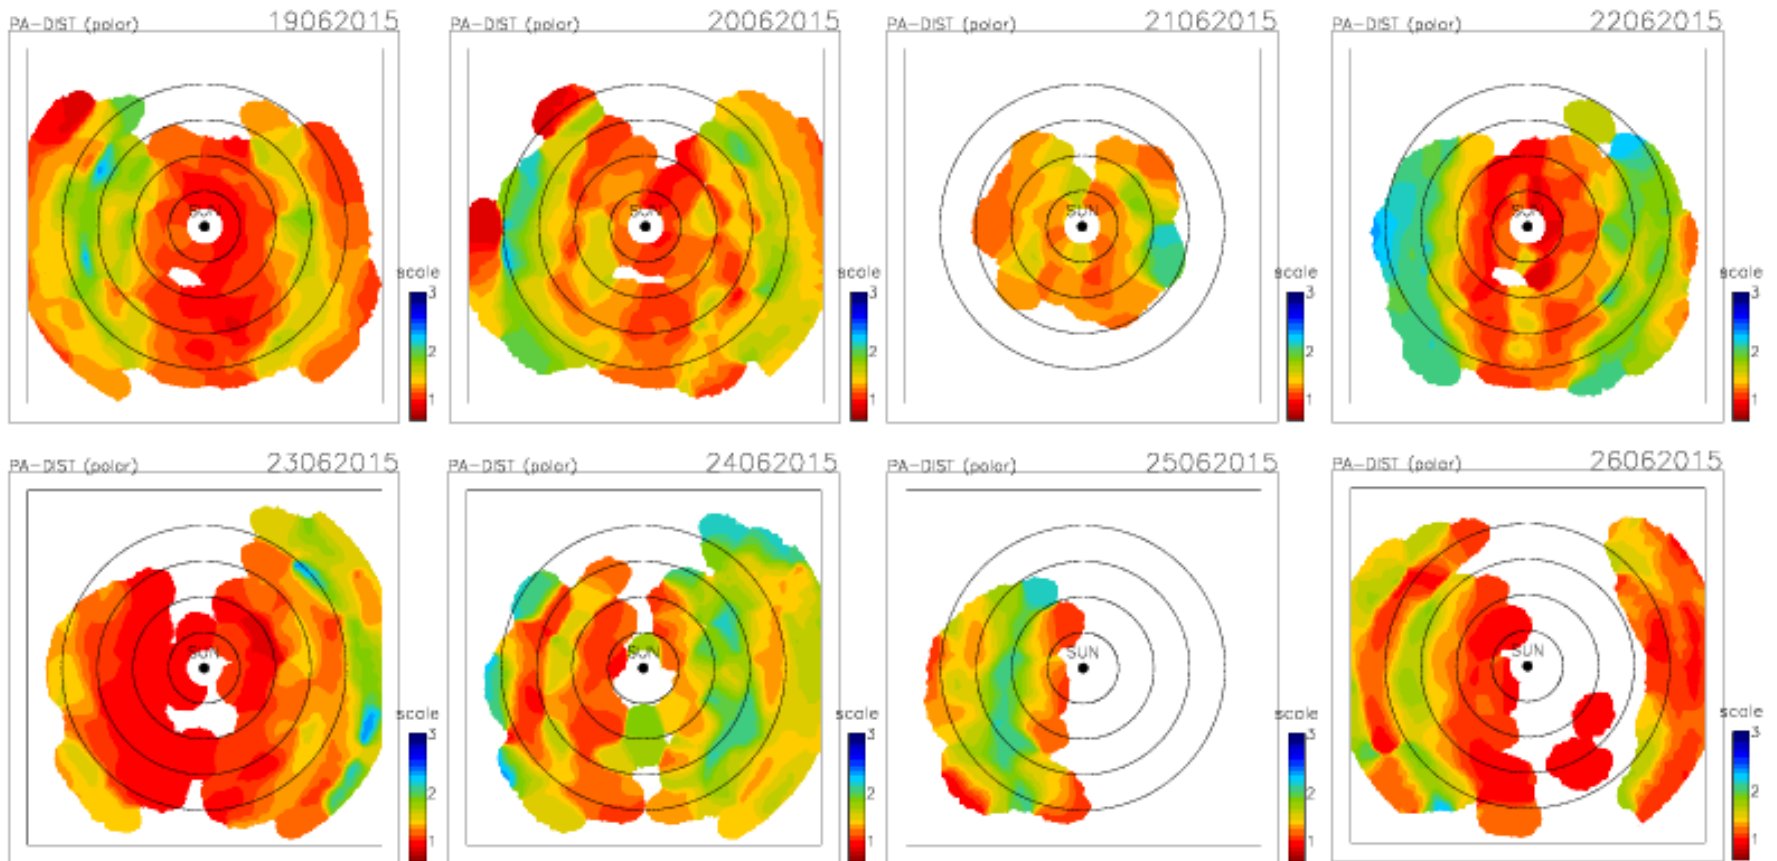 PA-DIST (polar) 19062015 PA-DIST (polar) 20062015 PA-DIST (polar) 21062015 PA-DIST (polar) 22062015
SUN SUN SUN SUN
scale scale scale scale
3 3 3 3
2 2 2 2
1 1 1 1
PA-DIST (polar) 23062015 PA-DIST (polar) 24062015 PA-DIST (polar) 25062015 PA-DIST (polar) 26062015
SUN SUN SUN SUN
scale scale scale scale
3 3 3 3
2 2 2 2
1 1 1 1